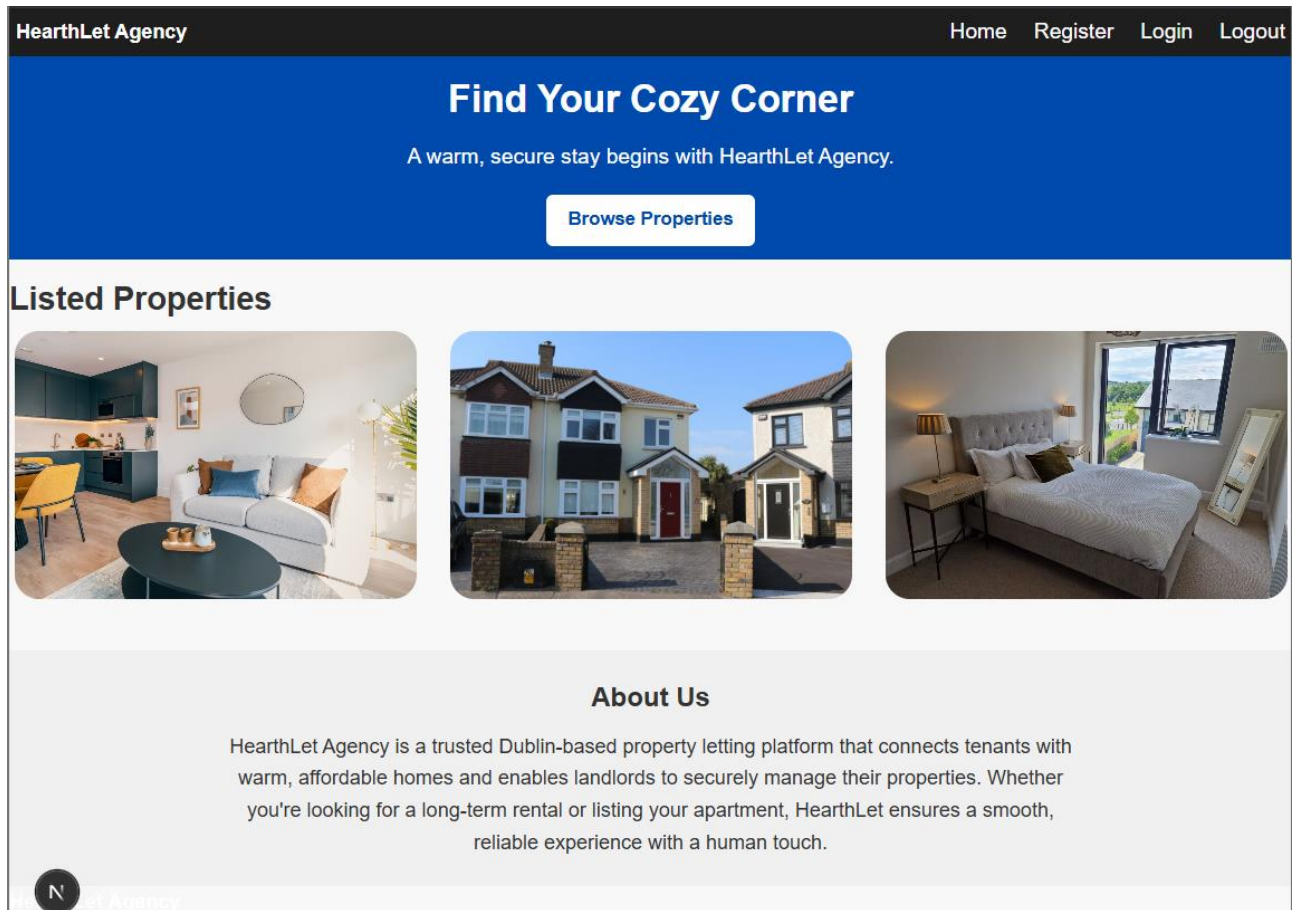 HearthLet Agency
Home Register Login Logout
Find Your Cozy Corner
A warm, secure stay begins with HearthLet Agency.
Browse Properties
Listed Properties
About Us
HearthLet Agency is a trusted Dublin-based property letting platform that connects tenants with
warm, affordable homes and enables landlords to securely manage their properties. Whether
you're looking for a long-term rental or listing your apartment, HearthLet ensures a smooth,
reliable experience with a human touch.
N
Agency